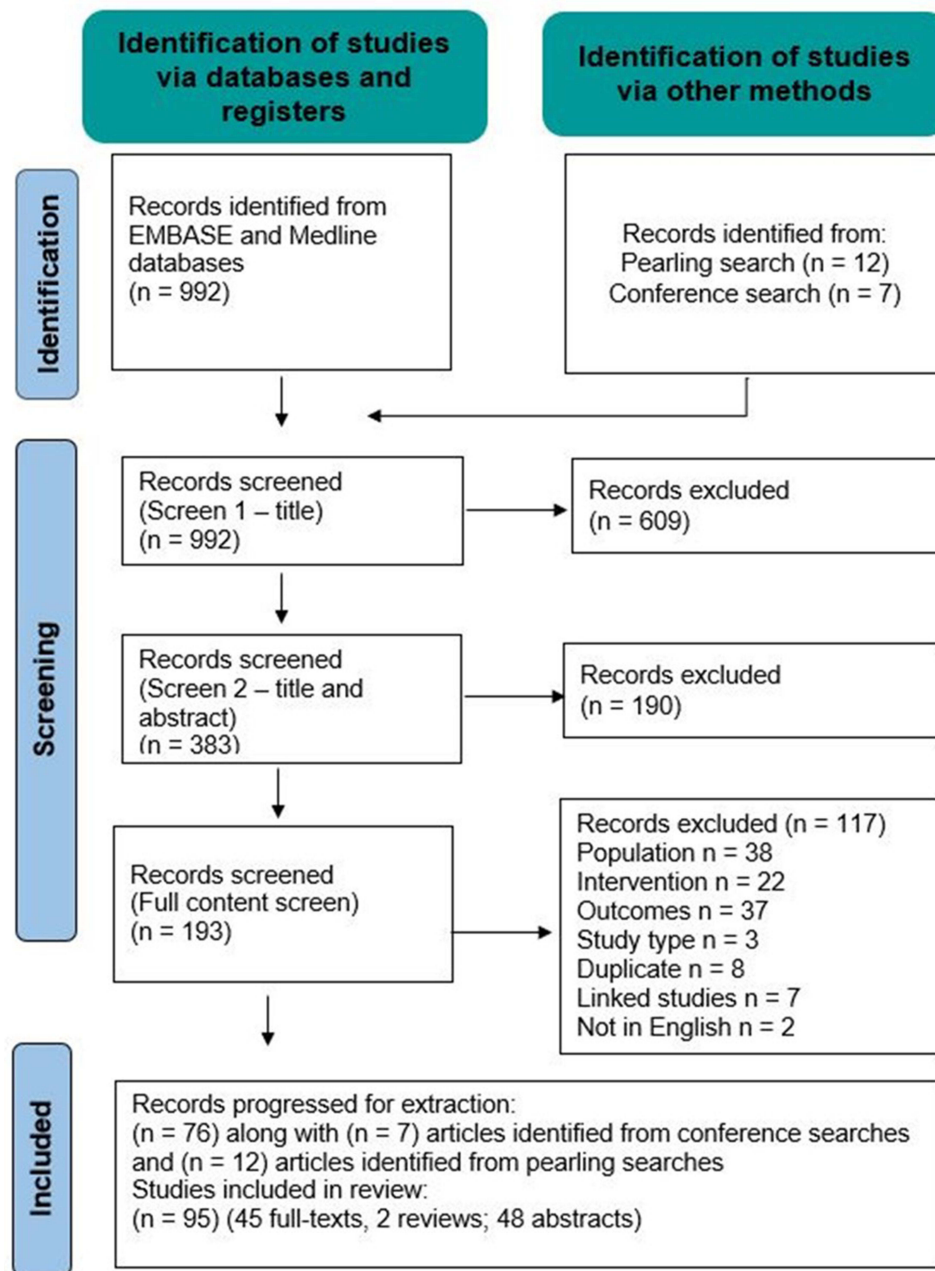 Identification of studies
via databases and
registers
Identification of studies
via other methods
Identification
Records identified from
EMBASE and Medline
databases
(n = 992)
Records identified from:
Pearling search (n = 12)
Conference search (n = 7)
Screening
Records screened
(Screen 1 – title)
(n = 992)
Records excluded
(n = 609)
Records screened
(Screen 2 – title and
abstract)
(n = 383)
Records excluded
(n = 190)
Records screened
(Full content screen)
(n = 193)
Records excluded (n = 117)
Population n = 38
Intervention n = 22
Outcomes n = 37
Study type n = 3
Duplicate n = 8
Linked studies n = 7
Not in English n = 2
Included
Records progressed for extraction:
(n = 76) along with (n = 7) articles identified from conference searches
and (n = 12) articles identified from pearling searches
Studies included in review:
(n = 95) (45 full-texts, 2 reviews; 48 abstracts)